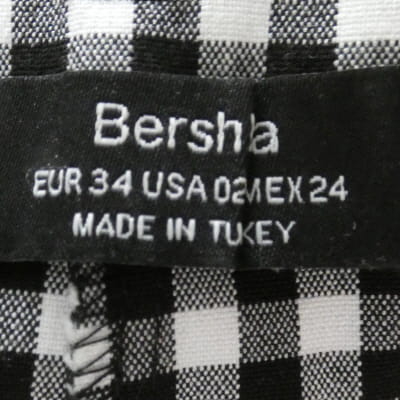 Bershka
EUR 34 USA 02 MEX 24
MADE IN TUKEY